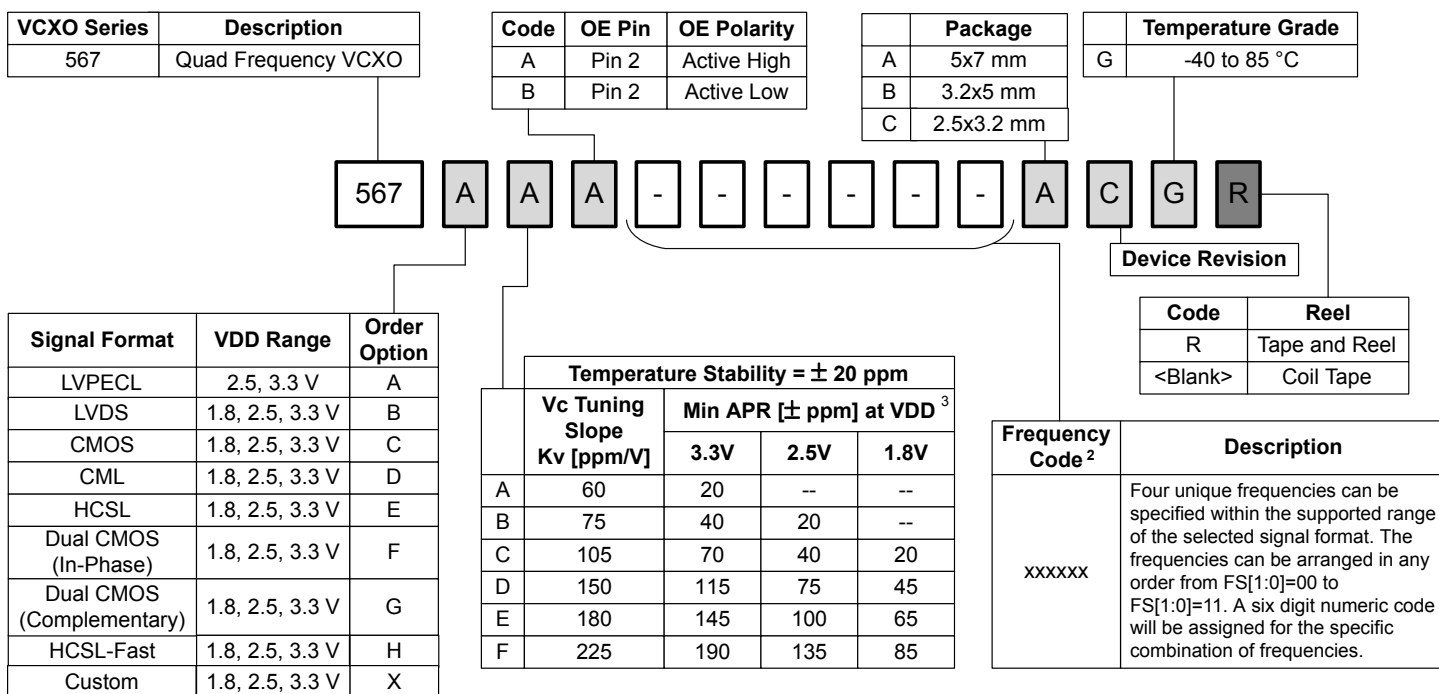 VCXO Series Description
567 Quad Frequency VCXO
Code OE Pin OE Polarity
A Pin 2 Active High
B Pin 2 Active Low
Package
A 5x7 mm
B 3.2x5 mm
C 2.5x3.2 mm
Temperature Grade
G -40 to 85 °C
567 A A A - - - - - - A C G R
Device Revision
Code Reel
R Tape and Reel
<Blank> Coil Tape
Signal Format VDD Range Order Option
LVPECL 2.5, 3.3 V A
LVDS 1.8, 2.5, 3.3 V B
CMOS 1.8, 2.5, 3.3 V C
CML 1.8, 2.5, 3.3 V D
HCSL 1.8, 2.5, 3.3 V E
Dual CMOS (In-Phase) 1.8, 2.5, 3.3 V F
Dual CMOS (Complementary) 1.8, 2.5, 3.3 V G
HCSL-Fast 1.8, 2.5, 3.3 V H
Custom 1.8, 2.5, 3.3 V X
Temperature Stability = ± 20 ppm
Vc Tuning Slope Kv [ppm/V] Min APR [± ppm] at VDD 3
3.3V 2.5V 1.8V
A 60 20 -- --
B 75 40 20 --
C 105 70 40 20
D 150 115 75 45
E 180 145 100 65
F 225 190 135 85
Frequency Code 2 Description
xxxxxx
Four unique frequencies can be
specified within the supported range
of the selected signal format. The
frequencies can be arranged in any
order from FS[1:0]=00 to
FS[1:0]=11. A six digit numeric code
will be assigned for the specific
combination of frequencies.